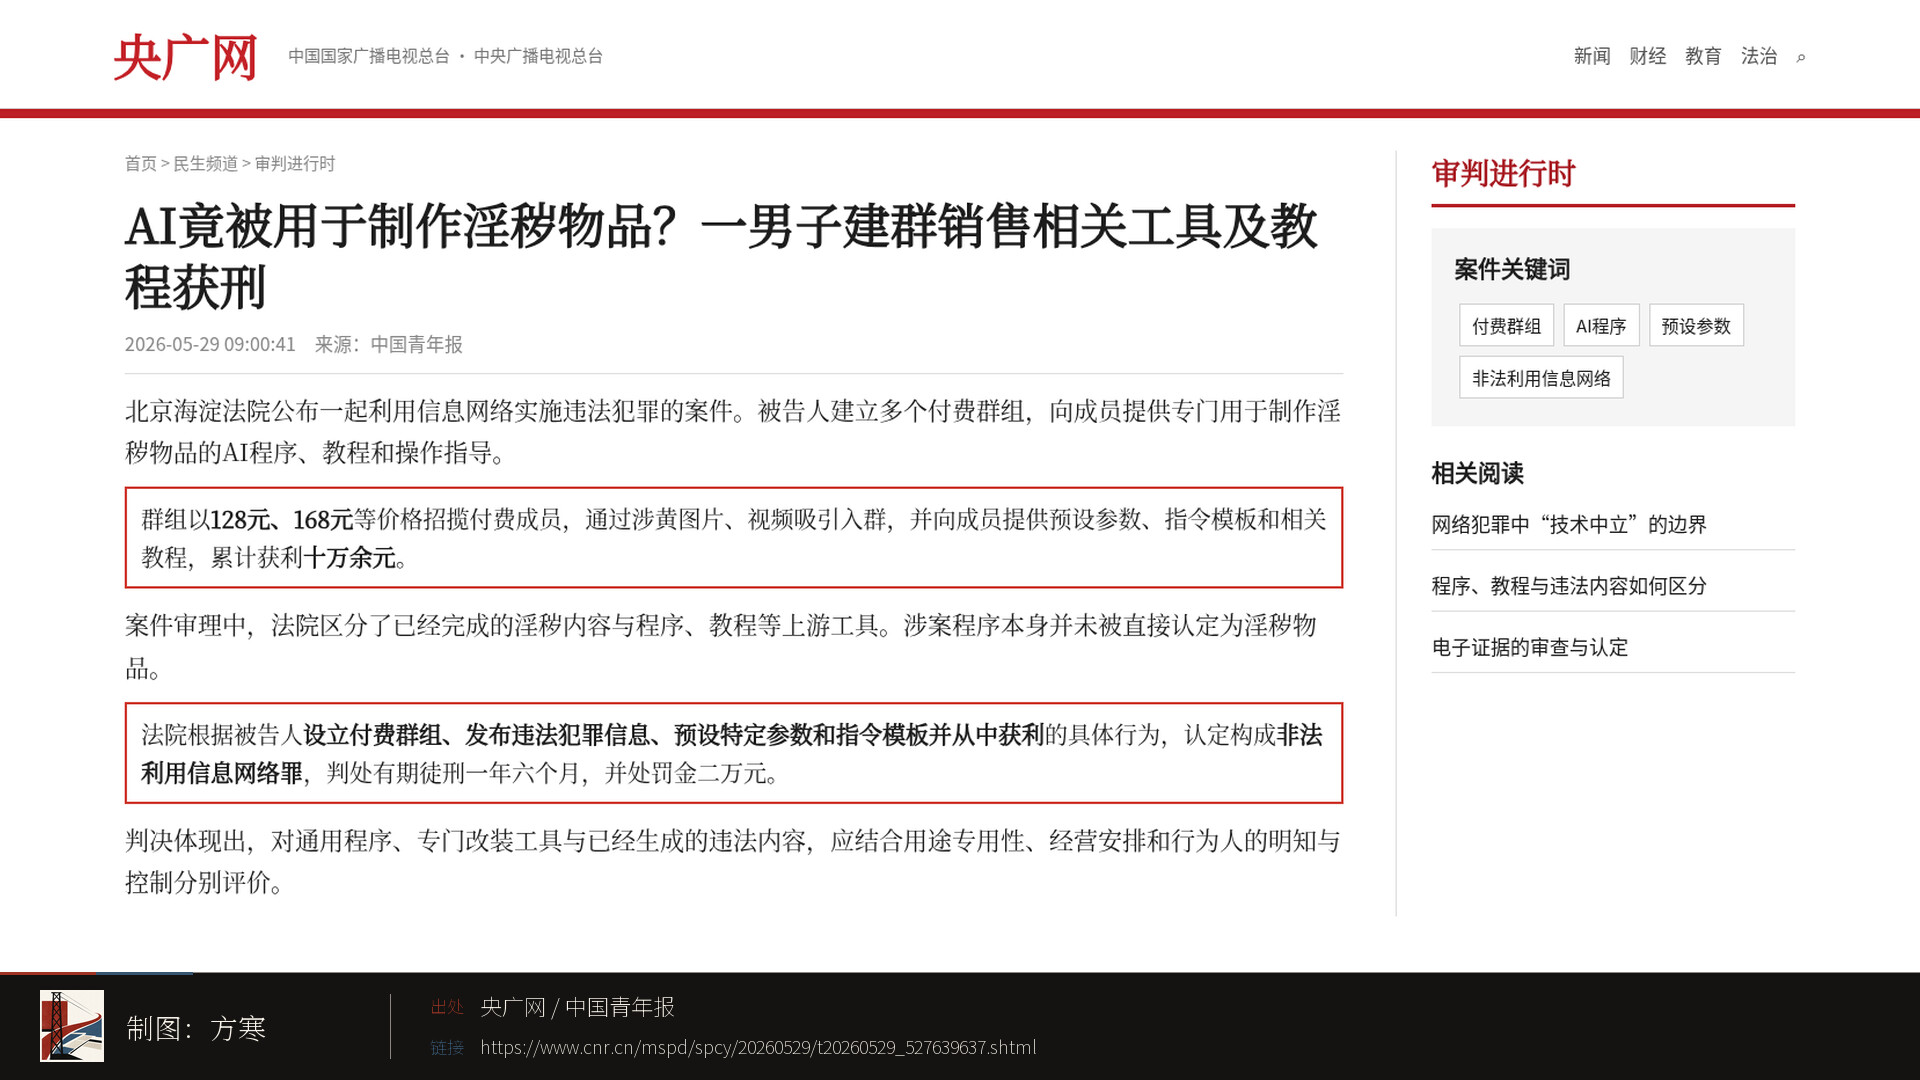 央广网
中国国家广播电视总台 · 中央广播电视总台
新闻 财经 教育 法治 ⌕
首页 > 民生频道 > 审判进行时
AI竟被用于制作淫秽物品？一男子建群销售相关工具及教
程获刑
2026-05-29 09:00:41 来源：中国青年报
北京海淀法院公布一起利用信息网络实施违法犯罪的案件。被告人建立多个付费群组，向成员提供专门用于制作淫
秽物品的AI程序、教程和操作指导。
群组以128元、168元等价格招揽付费成员，通过涉黄图片、视频吸引入群，并向成员提供预设参数、指令模板和相关
教程，累计获利十万余元。
案件审理中，法院区分了已经完成的淫秽内容与程序、教程等上游工具。涉案程序本身并未被直接认定为淫秽物
品。
法院根据被告人设立付费群组、发布违法犯罪信息、预设特定参数和指令模板并从中获利的具体行为，认定构成非法
利用信息网络罪，判处有期徒刑一年六个月，并处罚金二万元。
判决体现出，对通用程序、专门改装工具与已经生成的违法内容，应结合用途专用性、经营安排和行为人的明知与
控制分别评价。
审判进行时
案件关键词
付费群组 AI程序 预设参数
非法利用信息网络
相关阅读
网络犯罪中“技术中立”的边界
程序、教程与违法内容如何区分
电子证据的审查与认定
制图：方寒
出处 央广网 / 中国青年报
链接 https://www.cnr.cn/mspd/spcy/20260529/t20260529_527639637.shtml